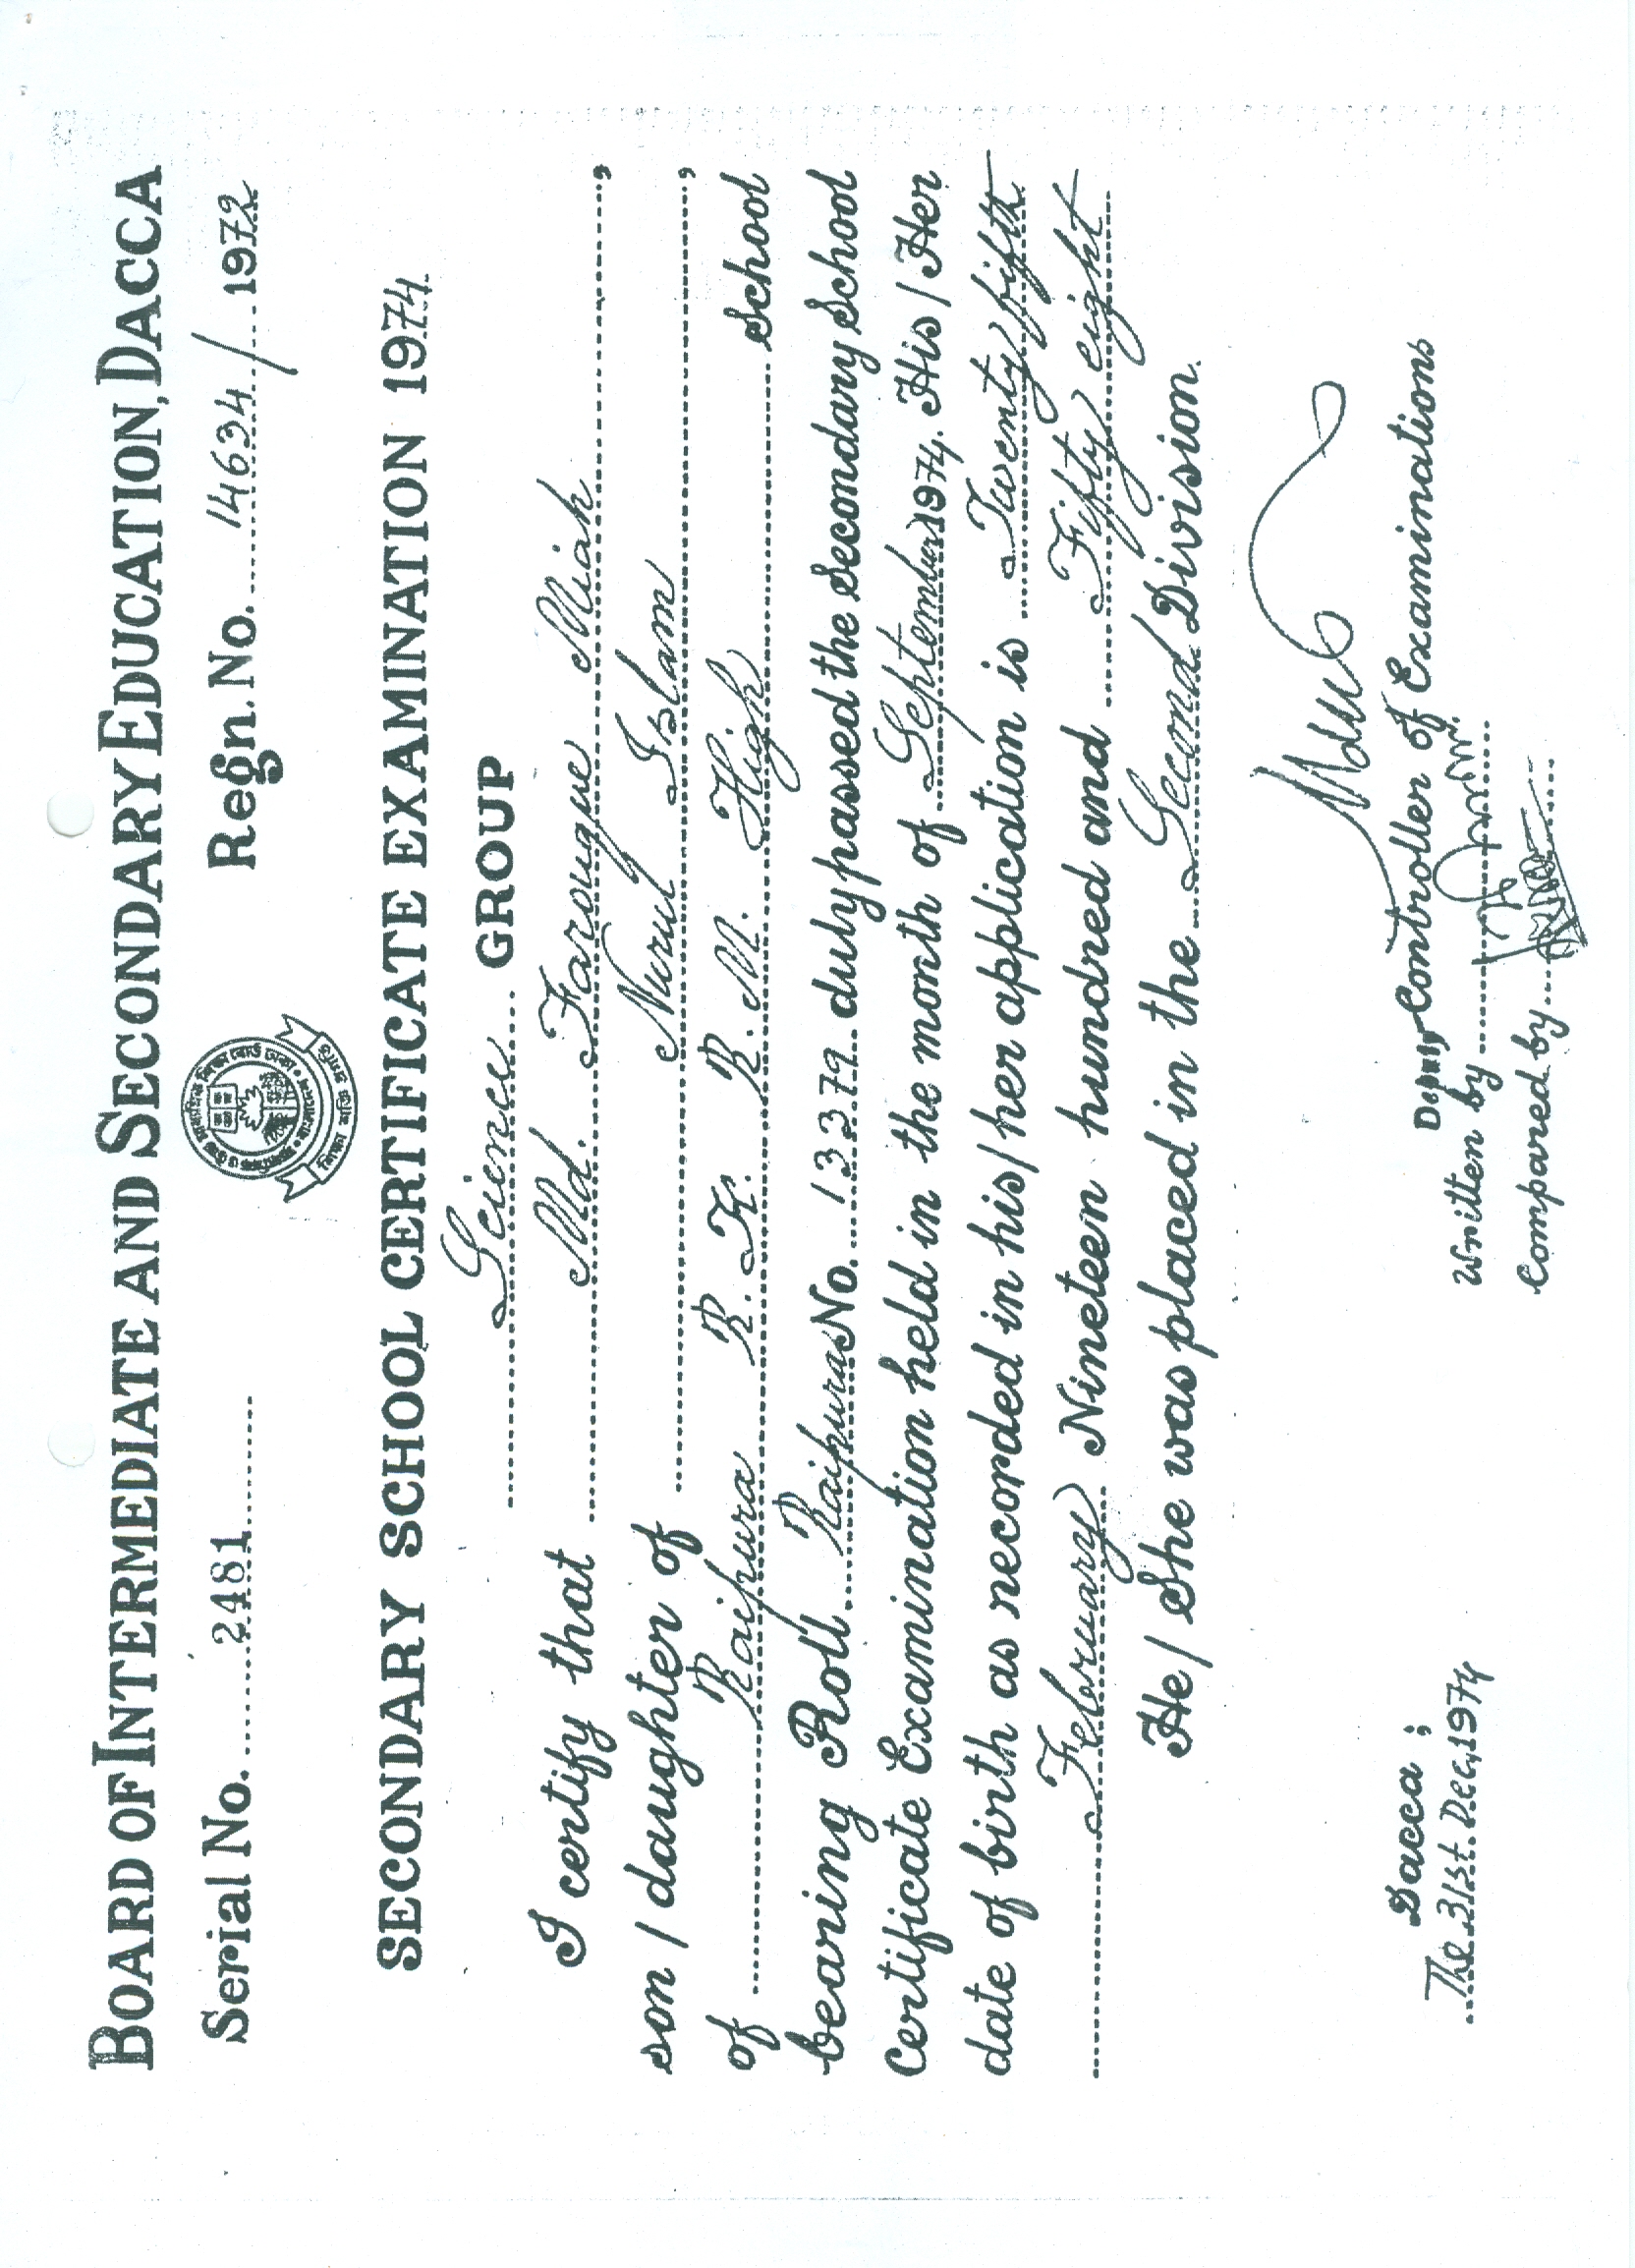 BOARD OF INTERMEDIATE AND SECONDARY EDUCATION, DACCA
Serial No. 2481 Regn. No. 14634/1972
SECONDARY SCHOOL CERTIFICATE EXAMINATION 1974
Science GROUP
I certify that Md. Farouque Miah,
son / daughter of Nurul Islam,
of Raipura R. K. R. M. High School
bearing Roll Raipura No. 13379 duly passed the Secondary School
Certificate Examination held in the month of September 1974. His / Her
date of birth as recorded in his / her application is Twenty fifth
February Nineteen hundred and Fifty eight
He / She was placed in the Second Division.
Dacca ;
The 31st. Dec, 1974
Deputy Controller of Examinations
Written by
Compared by